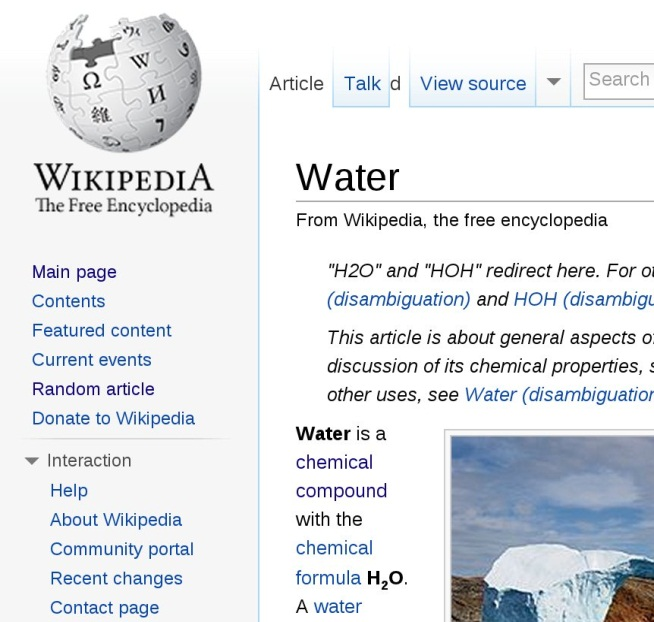 WIKIPEDIA
The Free Encyclopedia
Main page
Contents
Featured content
Current events
Random article
Donate to Wikipedia
Interaction
Help
About Wikipedia
Community portal
Recent changes
Contact page
Article Talk d View source Search
Water
From Wikipedia, the free encyclopedia
"H2O" and "HOH" redirect here. For
(disambiguation) and HOH
This article is about general aspects
discussion of its chemical properties,
other uses, see Water (disambiguation
Water is a
chemical
compound
with the
chemical
formula H₂O.
A water